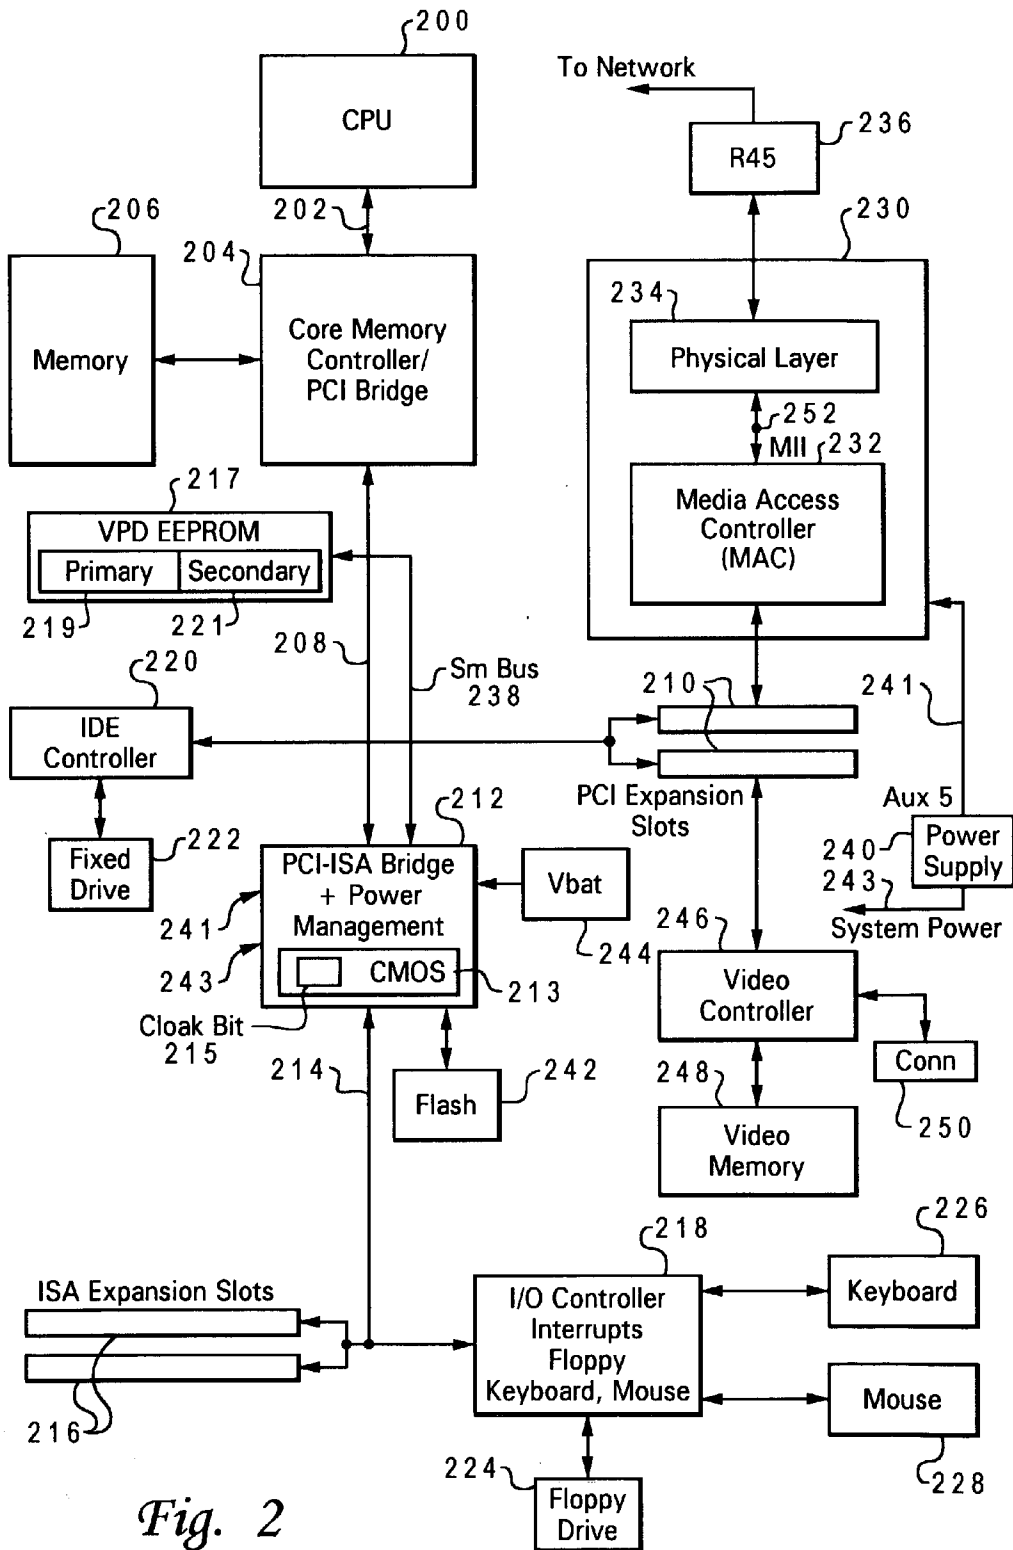 200
CPU
202
206
204
Memory
Core Memory
Controller/
PCI Bridge
To Network
R45
236
230
234
Physical Layer
252
MII
232
Media Access
Controller
(MAC)
217
VPD EEPROM
Primary
Secondary
219
221
208
Sm Bus
238
220
IDE
Controller
210
PCI Expansion
Slots
241
Aux 5
240
Power
Supply
243
System Power
222
Fixed
Drive
212
PCI-ISA Bridge
+ Power
Management
241
243
CMOS
213
Cloak Bit
215
Vbat
244
214
Flash
242
246
Video
Controller
Conn
250
248
Video
Memory
ISA Expansion Slots
216
218
I/O Controller
Interrupts
Floppy
Keyboard, Mouse
226
Keyboard
Mouse
228
224
Floppy
Drive
Fig. 2